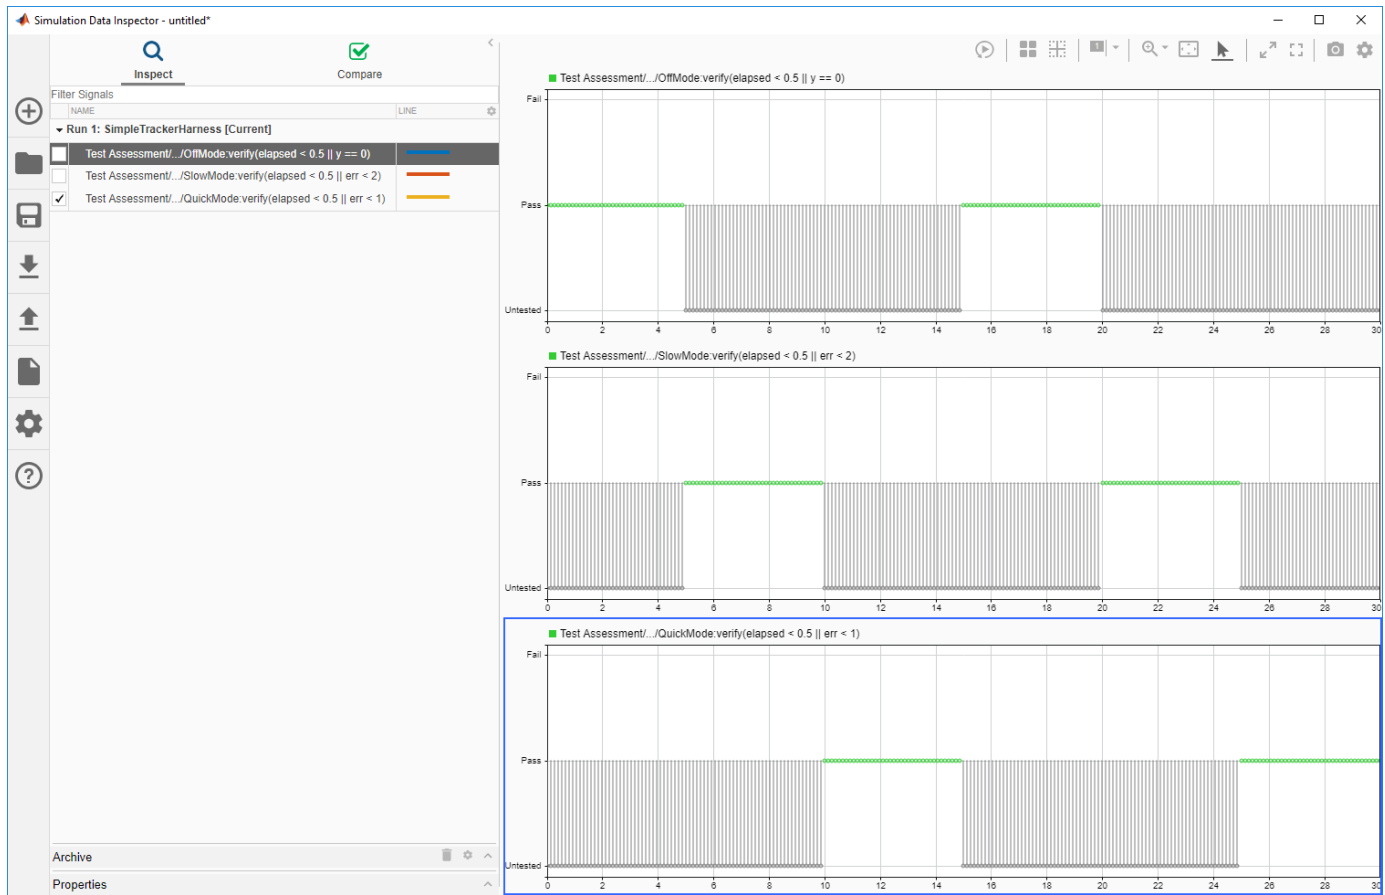 Simulation Data Inspector - untitled*
Inspect
Compare
Filter Signals
NAME
LINE
Run 1: SimpleTrackerHarness [Current]
Test Assessment/.../OffMode:verify(elapsed < 0.5 || y == 0)
Test Assessment/.../SlowMode:verify(elapsed < 0.5 || err < 2)
Test Assessment/.../QuickMode:verify(elapsed < 0.5 || err < 1)
Archive
Properties
1
Test Assessment/.../OffMode:verify(elapsed < 0.5 || y == 0)
Fail
Pass
Untested
0 2 4 6 8 10 12 14 16 18 20 22 24 26 28 30
Test Assessment/.../SlowMode:verify(elapsed < 0.5 || err < 2)
Fail
Pass
Untested
0 2 4 6 8 10 12 14 16 18 20 22 24 26 28 30
Test Assessment/.../QuickMode:verify(elapsed < 0.5 || err < 1)
Fail
Pass
Untested
0 2 4 6 8 10 12 14 16 18 20 22 24 26 28 30